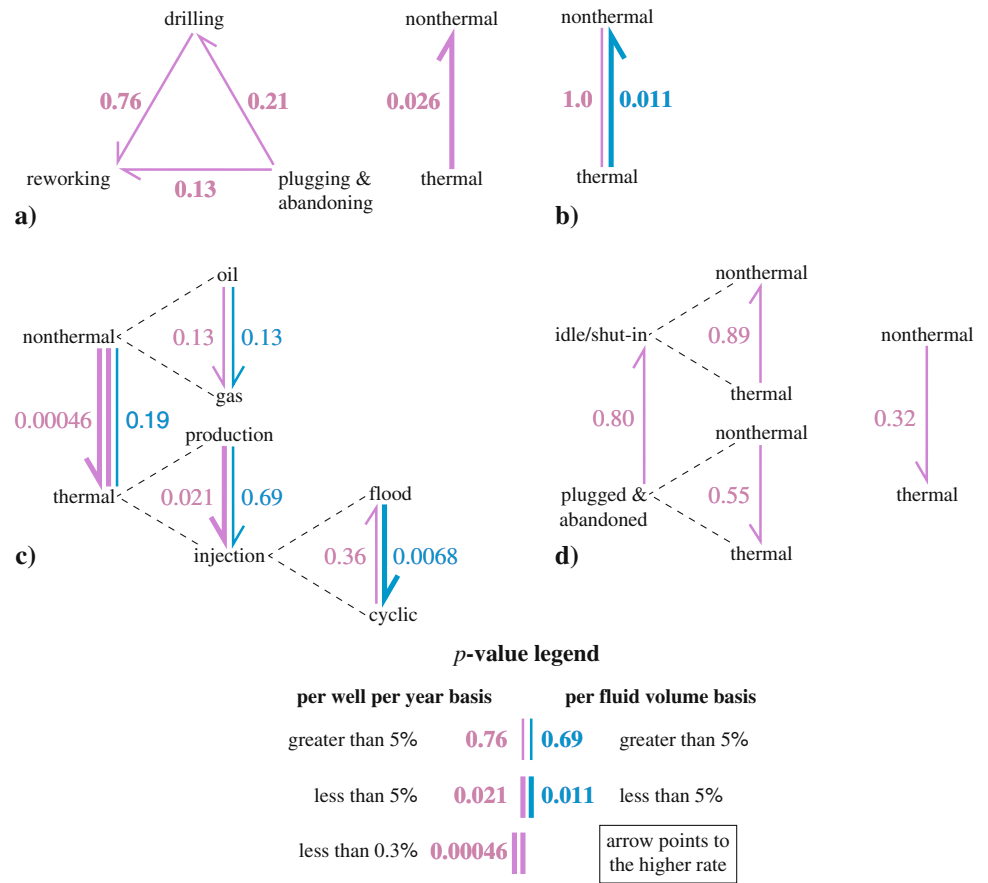 drilling
0.76
0.21
reworking
0.13
plugging &
abandoning
a)
nonthermal
0.026
thermal
nonthermal
1.0
0.011
thermal
b)
oil
nonthermal
0.13
0.13
gas
0.00046
0.19
production
thermal
0.021
0.69
flood
injection
0.36
0.0068
cyclic
c)
nonthermal
idle/shut-in
0.89
thermal
0.80
nonthermal
plugged &
abandoned
0.55
thermal
nonthermal
0.32
thermal
d)
p-value legend
per well per year basis
per fluid volume basis
greater than 5% 0.76 0.69 greater than 5%
less than 5% 0.021 0.011 less than 5%
less than 0.3% 0.00046
arrow points to
the higher rate